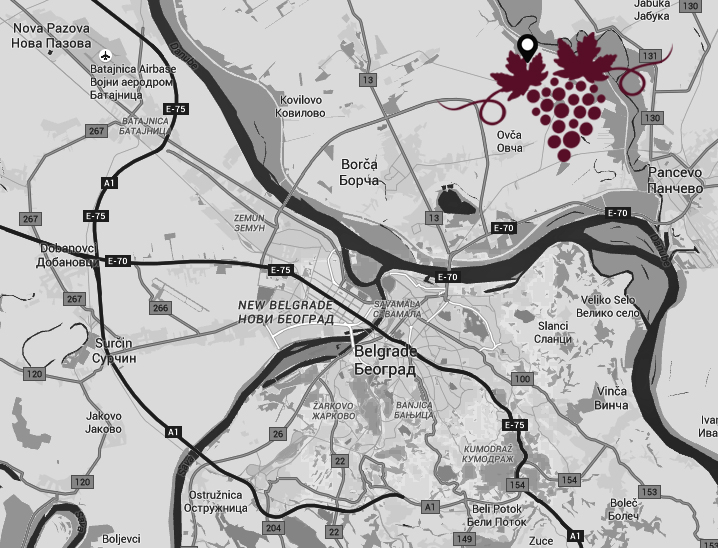 Jabuka
Јабука
130
Nova Pazova
Нова Пазова
131
Batajnica Airbase
Војни аеродром
Батајница
13
Kovilovo
Ковилово
E-75
130
BATAJNICA
БАТАЈНИЦА
267
Ovča
Овча
Borča
Борча
Pancevo
Панчево
A1
267
E-75
ZEMUN
ЗЕМУН
13
E-70
E-70
Dobanovci
Добановци
E-70
E-75
E-70
267
266
NEW BELGRADE
НОВИ БЕОГРАД
SAVAMALA
САВАМАЛА
Veliko Selo
Велико село
Slanci
Сланци
Surčin
Сурчин
Belgrade
Београд
120
100
Vinča
Винча
ŽARKOVO
ЖАРКОВО
BANJICA
БАЊИЦА
Jakovo
Јаково
E-75
A1
26
KUMODRAŽ
КУМОДРАЖ
22
120
154
154
153
Ostružnica
Остружница
A1
Beli Potok
Бели Поток
Boleč
Болеч
204
22
149
Zuce
A1
Boljevci